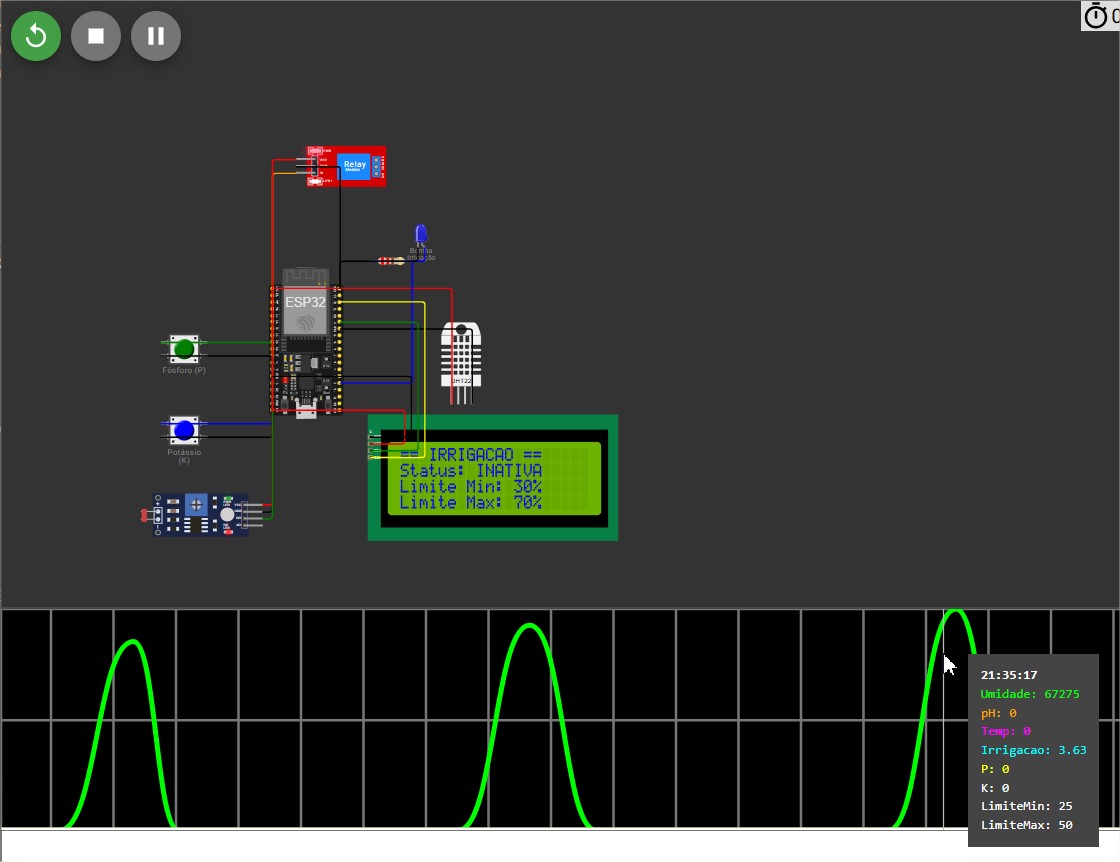 0
Relay
Module
Bomba
Irrigação
ESP32
Fósforo (P)
DHT22
Potássio
(K)
== IRRIGACAO ==
Status: INATIVA
Limite Min: 30%
Limite Max: 70%
21:35:17
Umidade: 67275
pH: 0
Temp: 0
Irrigacao: 3.63
P: 0
K: 0
LimiteMin: 25
LimiteMax: 50